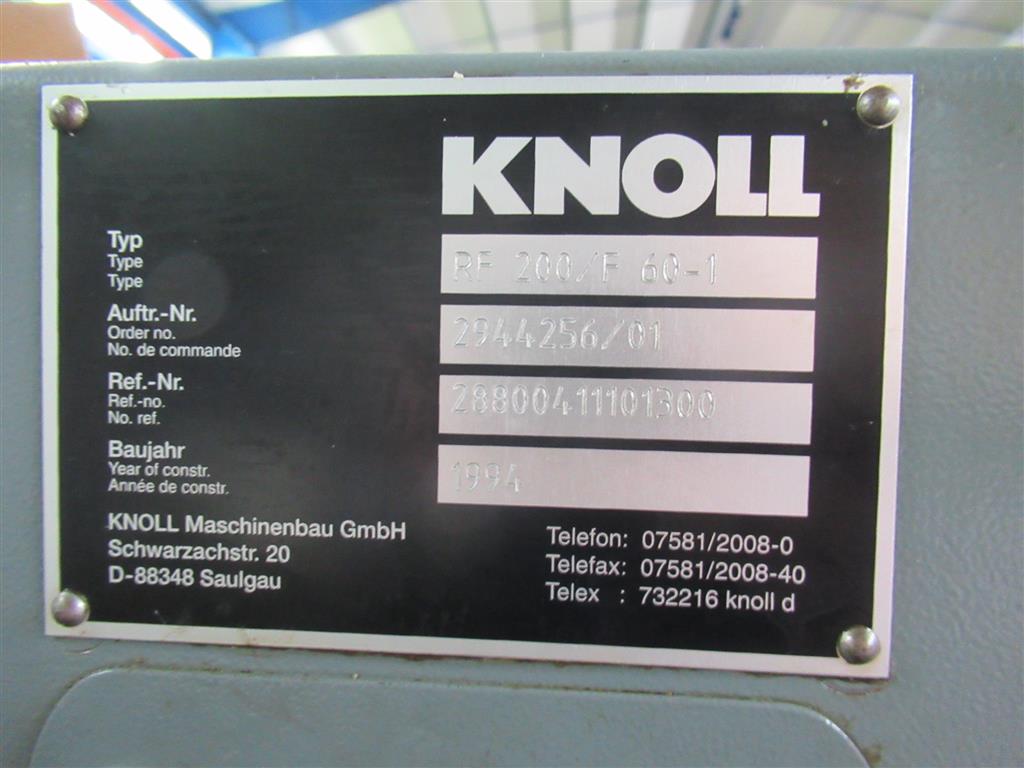 KNOLL
Typ
Type
Type
RF 200/F 60-1
Auftr.-Nr.
Order no.
No. de commande
2944256/01
Ref.-Nr.
Ref.-no.
No. ref.
28800411101300
Baujahr
Year of constr.
Année de constr.
1994
KNOLL Maschinenbau GmbH
Schwarzachstr. 20
D-88348 Saulgau
Telefon: 07581/2008-0
Telefax: 07581/2008-40
Telex : 732216 knoll d